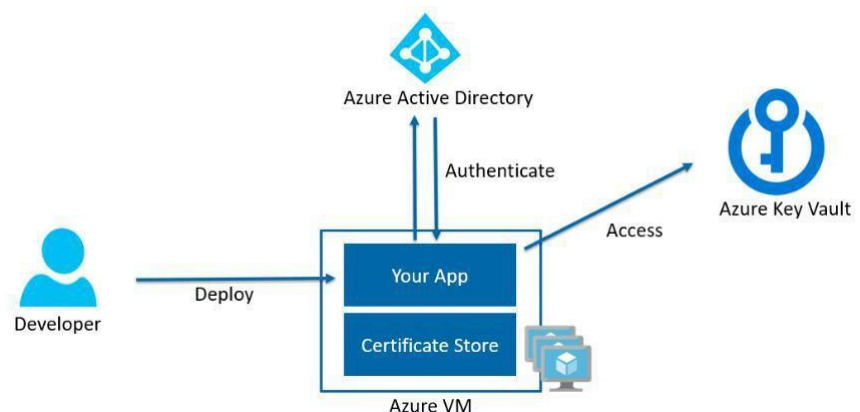 Azure Active Directory
Authenticate
Azure Key Vault
Access
Your App
Deploy
Developer
Certificate Store
Azure VM